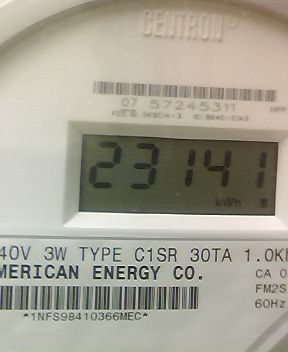 CENTRON®
07 57245311
23141
kWh
40V 3W TYPE C1SR 30TA 1.0K
MERICAN ENERGY CO.
CA 0
FM2S
60Hz
*1NFS98410366MEC*